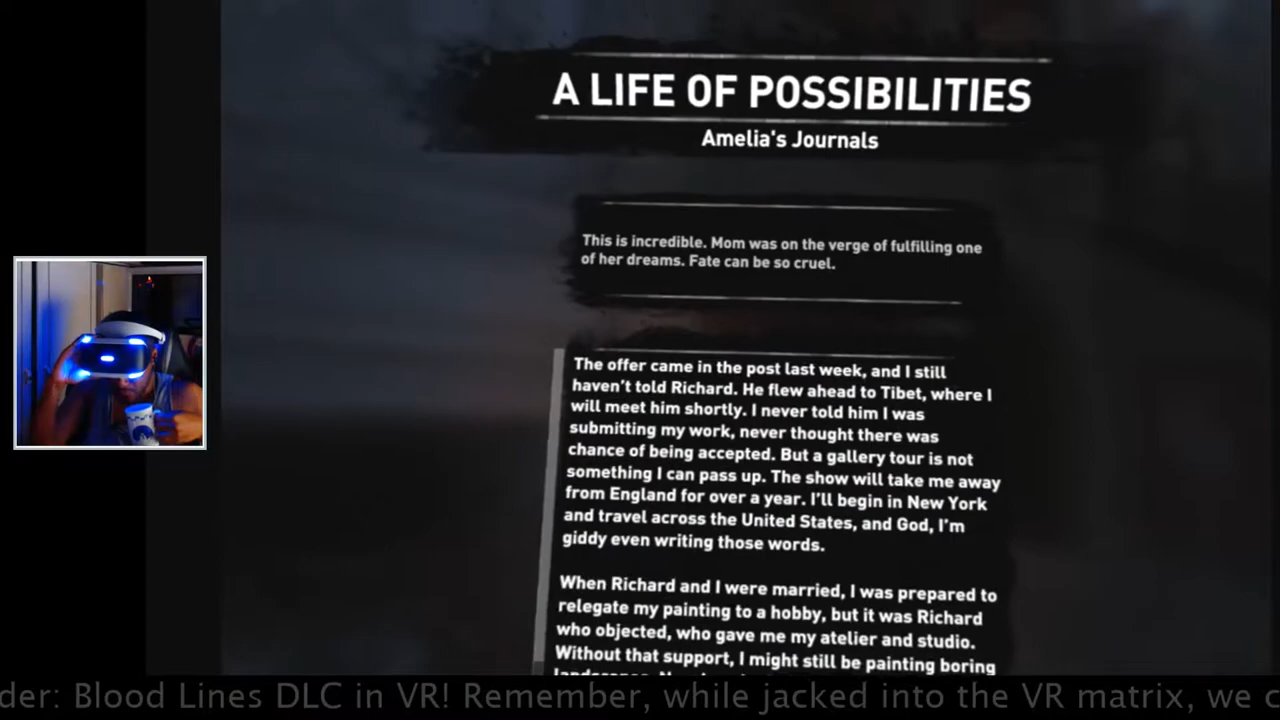 A LIFE OF POSSIBILITIES
Amelia's Journals
This is incredible. Mom was on the verge of fulfilling one
of her dreams. Fate can be so cruel.
The offer came in the post last week, and I still
haven't told Richard. He flew ahead to Tibet, where I
will meet him shortly. I never told him I was
submitting my work, never thought there was
chance of being accepted. But a gallery tour is not
something I can pass up. The show will take me away
from England for over a year. I'll begin in New York
and travel across the United States, and God, I'm
giddy even writing those words.
When Richard and I were married, I was prepared to
relegate my painting to a hobby, but it was Richard
who objected, who gave me my atelier and studio.
Without that support, I might still be painting boring
der: Blood Lines DLC in VR! Remember, while jacked into the VR matrix, we c